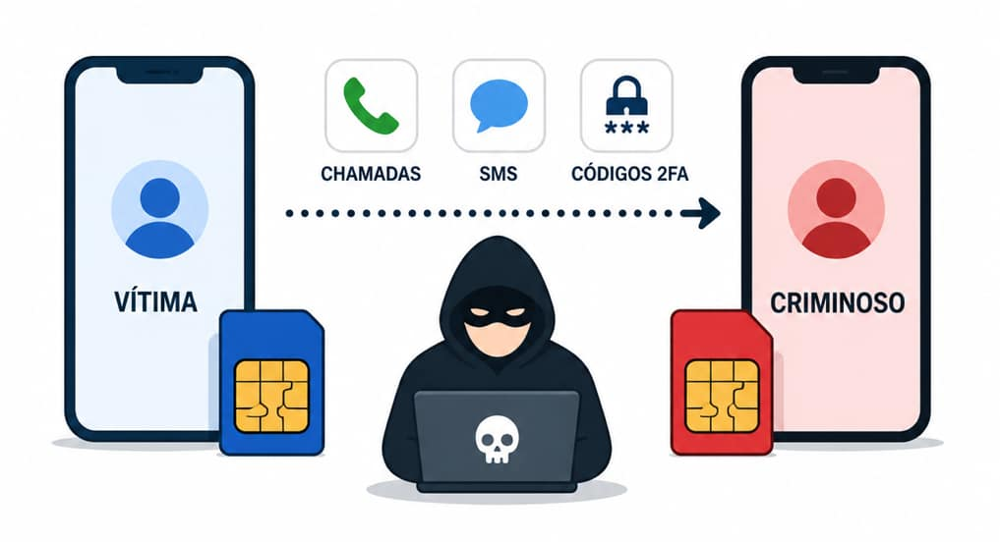 CHAMADAS
SMS
CÓDIGOS 2FA
***
VÍTIMA
CRIMINOSO